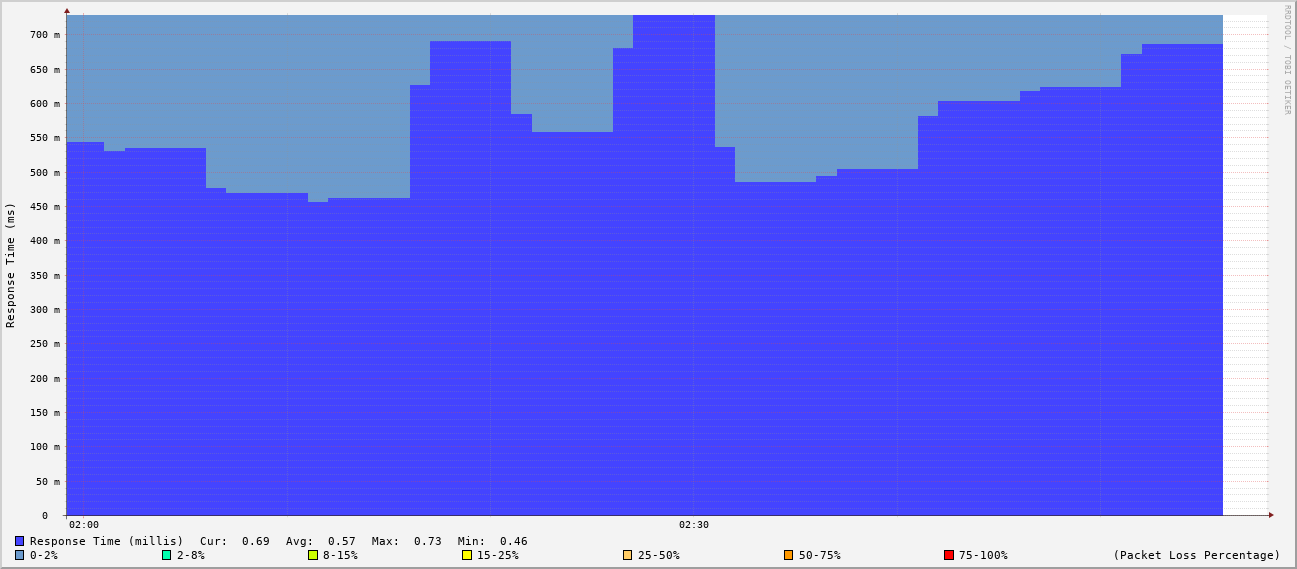 RRDTOOL / TOBI OETIKER
Response Time (ms)
700 m
650 m
600 m
550 m
500 m
450 m
400 m
350 m
300 m
250 m
200 m
150 m
100 m
50 m
0
02:00 02:30
Response Time (millis) Cur: 0.69 Avg: 0.57 Max: 0.73 Min: 0.46
0-2% 2-8% 8-15% 15-25% 25-50% 50-75% 75-100% (Packet Loss Percentage)